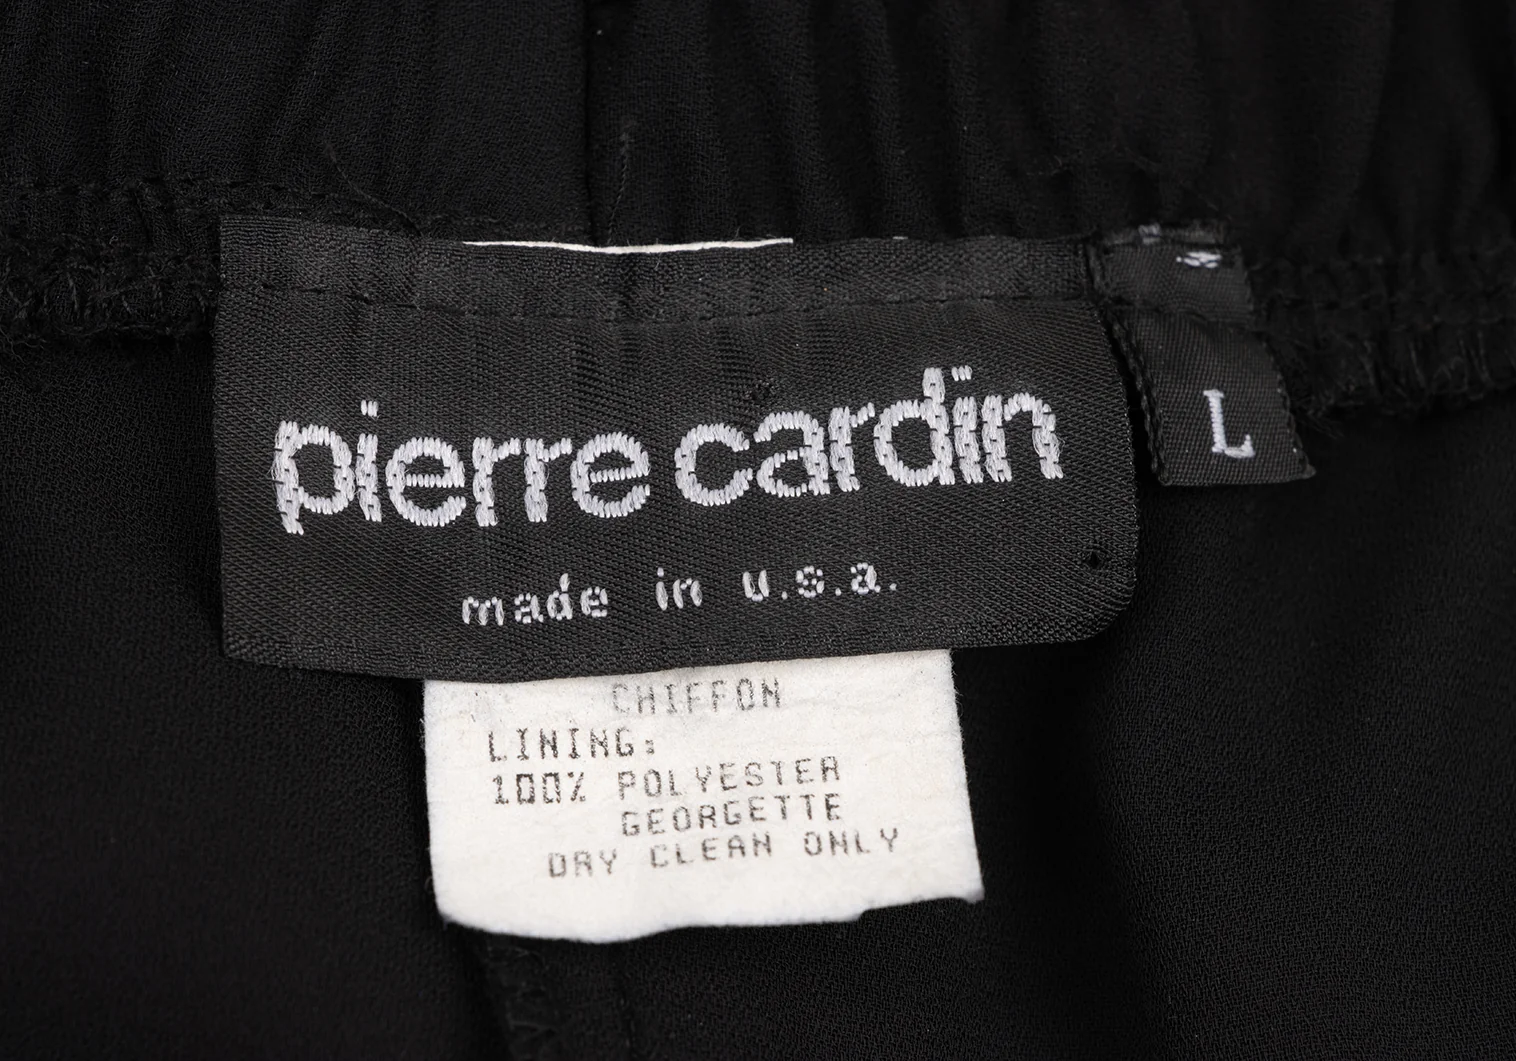 pierre cardin
made in u.s.a.
L
CHIFFON
LINING:
100% POLYESTER
GEORGETTE
DRY CLEAN ONLY